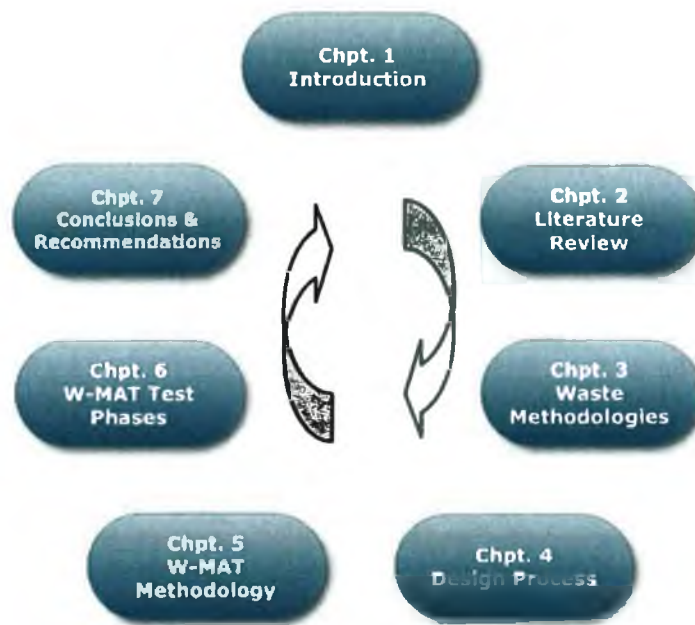 Chpt. 1
Introduction
Chpt. 2
Literature
Review
Chpt. 3
Waste
Methodologies
Chpt. 4
Design Process
Chpt. 5
W-MAT
Methodology
Chpt. 6
W-MAT Test
Phases
Chpt. 7
Conclusions &
Recommendations